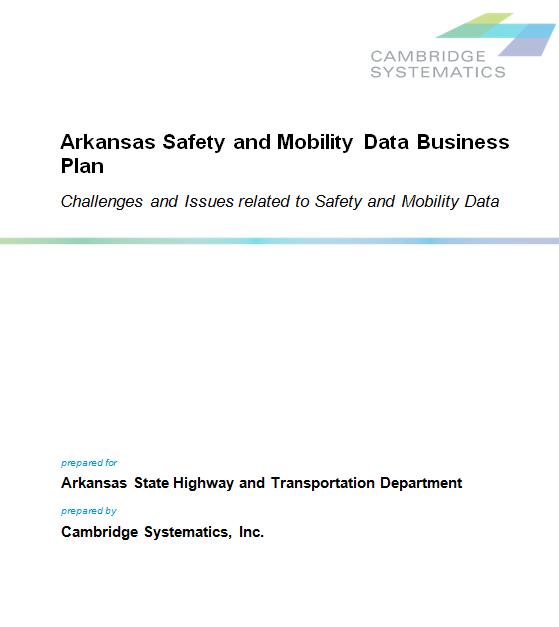 CAMBRIDGE
SYSTEMATICS
Arkansas Safety and Mobility Data Business
Plan
Challenges and Issues related to Safety and Mobility Data
prepared for
Arkansas State Highway and Transportation Department
prepared by
Cambridge Systematics, Inc.